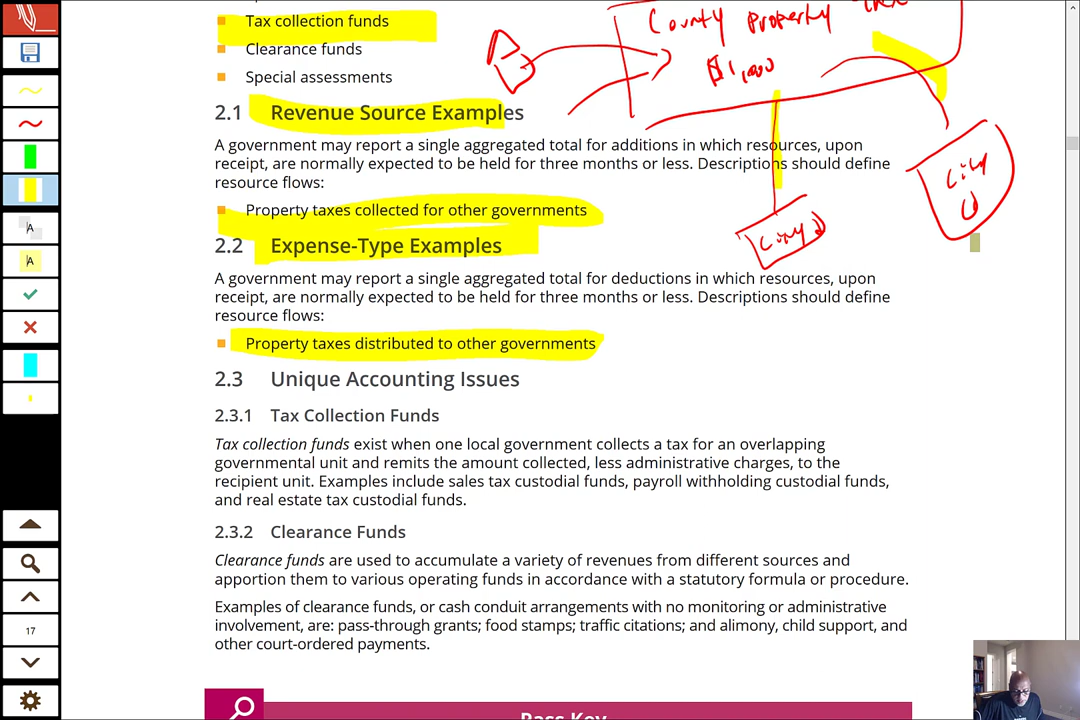 Tax collection funds
County property
Clearance funds
$1,000
Special assessments
2.1 Revenue Source Examples
A government may report a single aggregated total for additions in which resources, upon
receipt, are normally expected to be held for three months or less. Descriptions should define
resource flows:
City
Property taxes collected for other governments
City
2.2 Expense-Type Examples
A government may report a single aggregated total for deductions in which resources, upon
receipt, are normally expected to be held for three months or less. Descriptions should define
resource flows:
Property taxes distributed to other governments
2.3 Unique Accounting Issues
2.3.1 Tax Collection Funds
Tax collection funds exist when one local government collects a tax for an overlapping
governmental unit and remits the amount collected, less administrative charges, to the
recipient unit. Examples include sales tax custodial funds, payroll withholding custodial funds,
and real estate tax custodial funds.
2.3.2 Clearance Funds
Clearance funds are used to accumulate a variety of revenues from different sources and
apportion them to various operating funds in accordance with a statutory formula or procedure.
Examples of clearance funds, or cash conduit arrangements with no monitoring or administrative
involvement, are: pass-through grants; food stamps; traffic citations; and alimony, child support, and
other court-ordered payments.
Pass Key
A
A
17